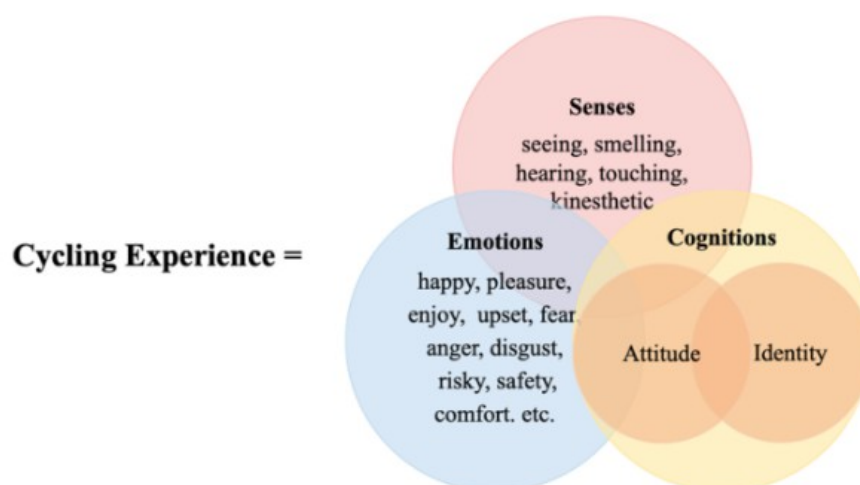 Senses
seeing, smelling,
hearing, touching,
kinesthetic
Cycling Experience =
Emotions
happy, pleasure,
enjoy, upset, fear,
anger, disgust,
risky, safety,
comfort. etc.
Cognitions
Attitude
Identity